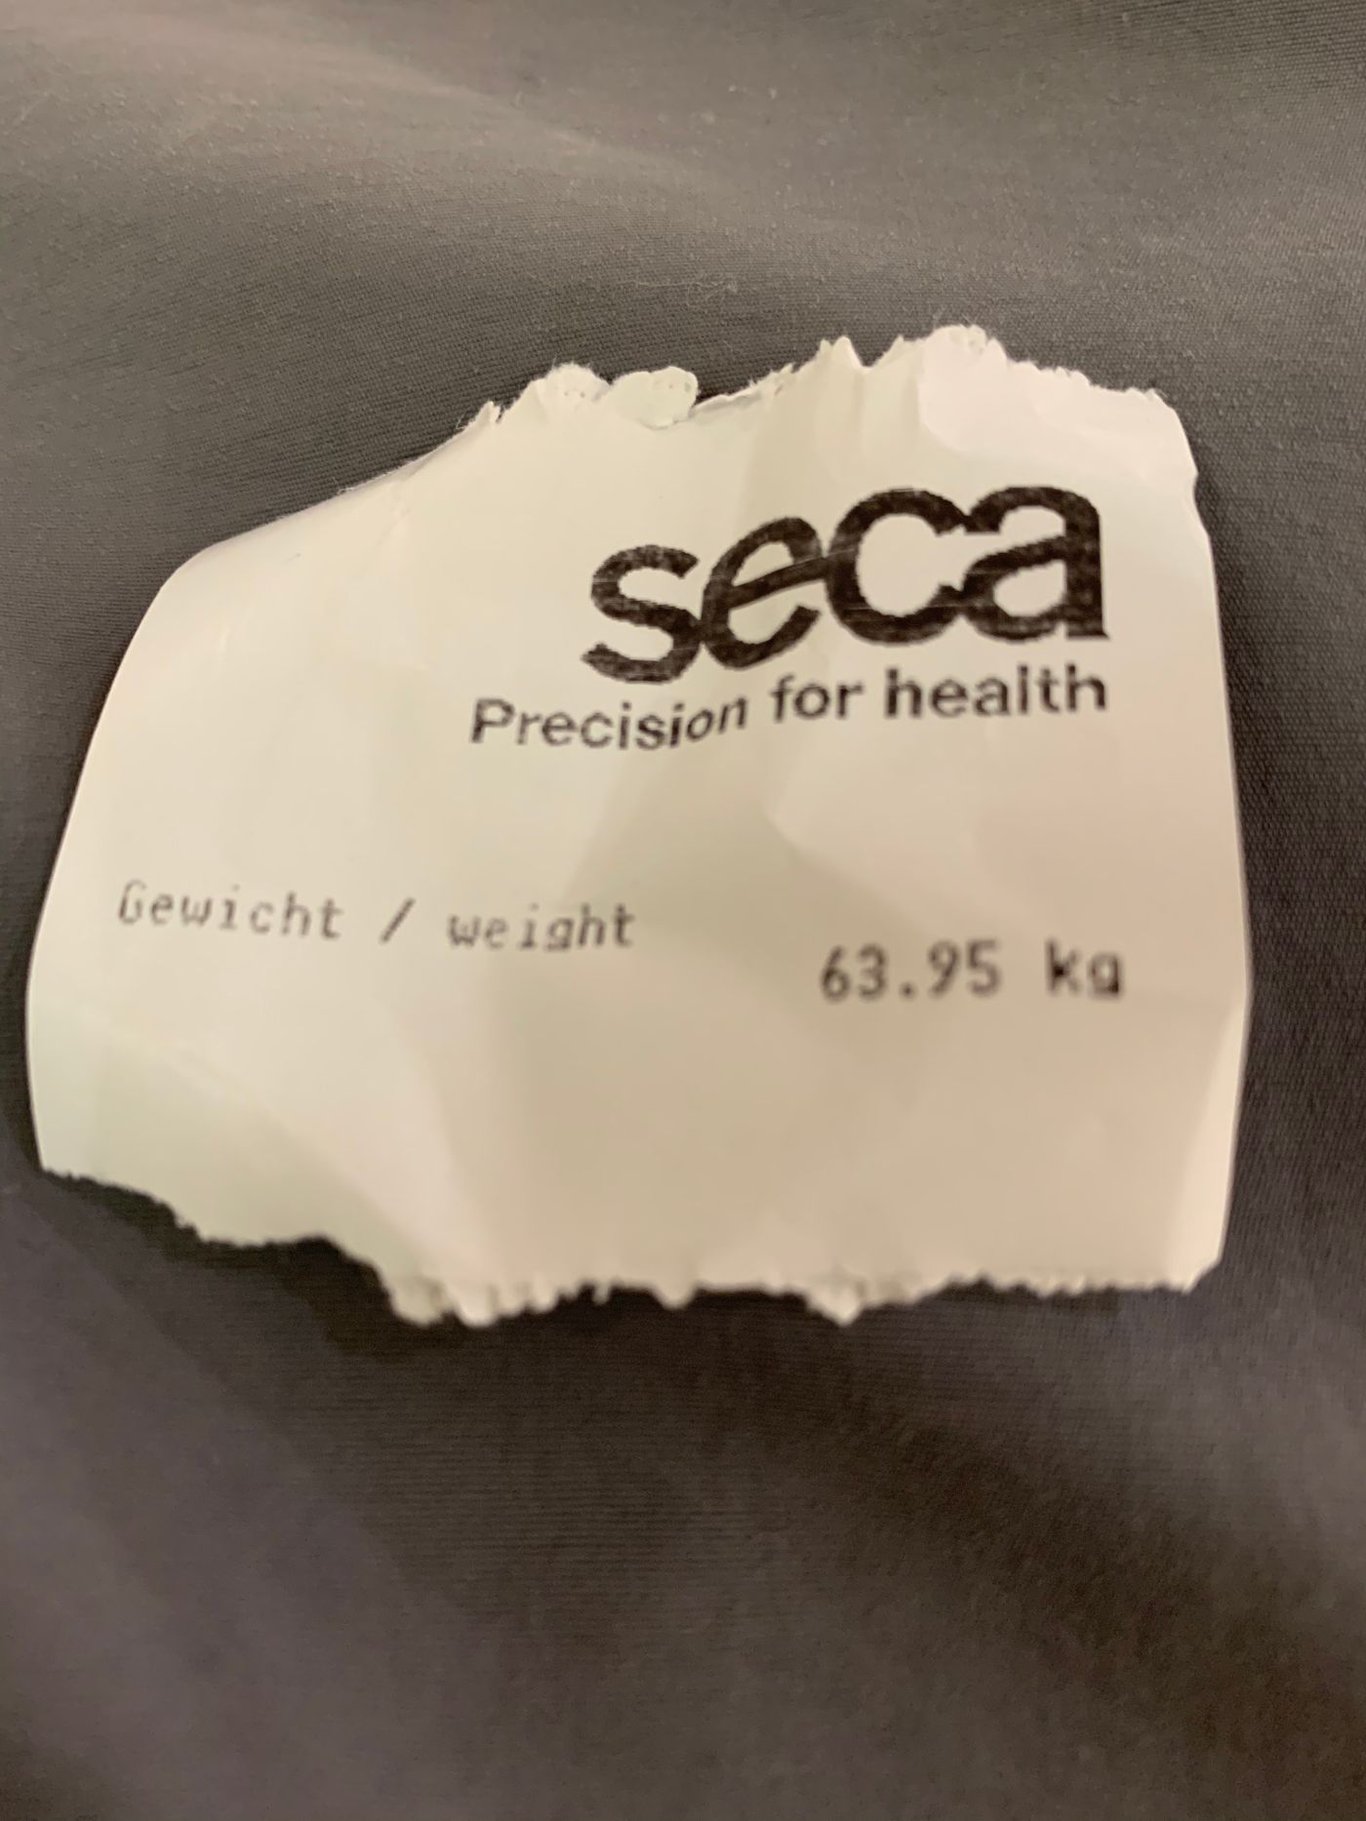 seca
Precision for health
Gewicht / weight
63.95 kg